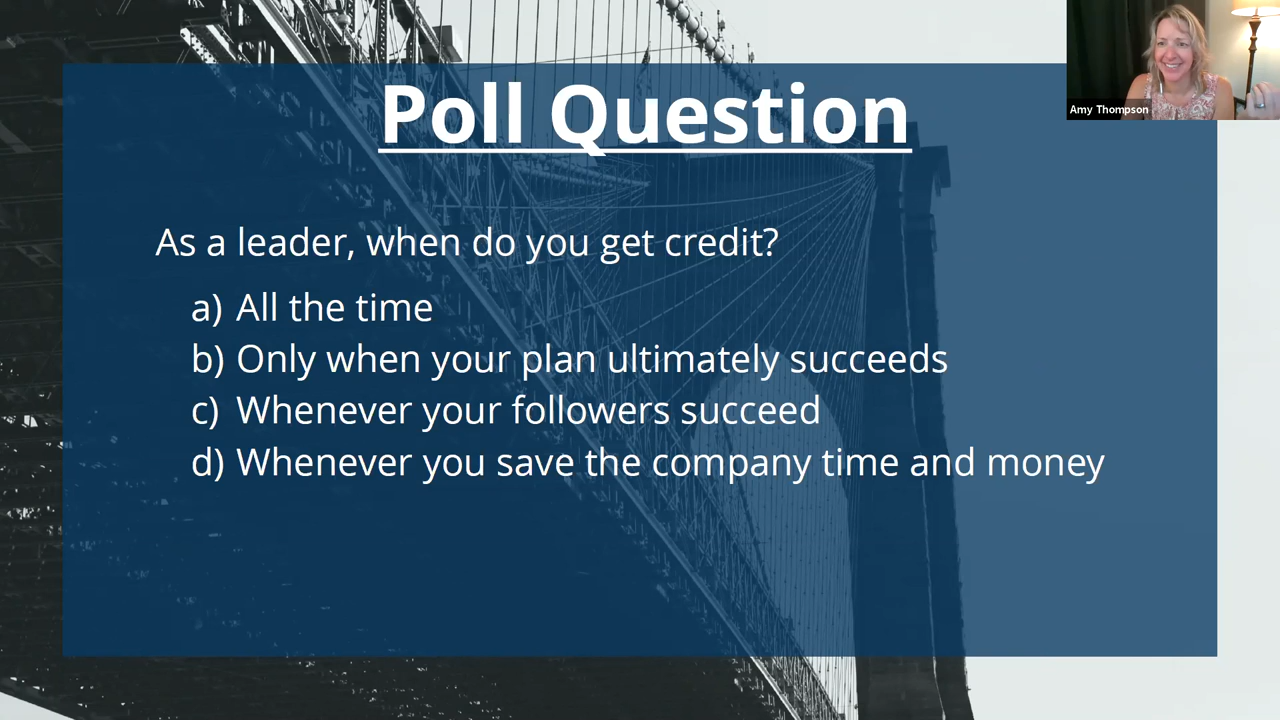 Poll Question
Amy Thompson
As a leader, when do you get credit?
a) All the time
b) Only when your plan ultimately succeeds
c) Whenever your followers succeed
d) Whenever you save the company time and money